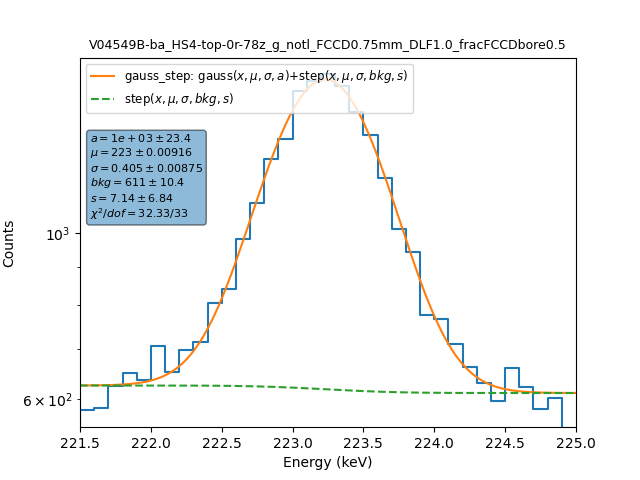 V04549B-ba_HS4-top-0r-78z_g_notl_FCCD0.75mm_DLF1.0_fracFCCDbore0.5
gauss_step: gauss(x, μ, σ, a)+step(x, μ, σ, bkg, s)
step(x, μ, σ, bkg, s)
a = 1e + 03 ± 23.4
μ = 223 ± 0.00916
σ = 0.405 ± 0.00875
bkg = 611 ± 10.4
s = 7.14 ± 6.84
χ²/dof = 32.33/33
Counts
10³
6 × 10²
221.5 222.0 222.5 223.0 223.5 224.0 224.5 225.0
Energy (keV)